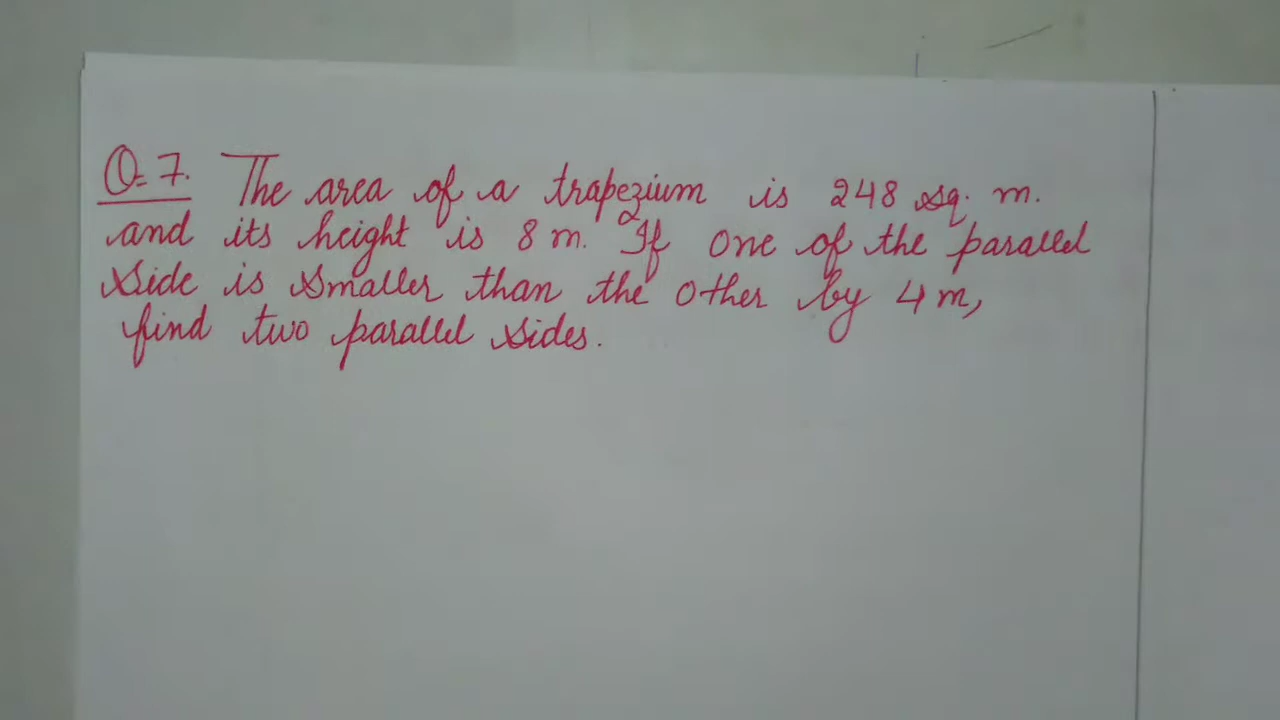 Q.7. The area of a trapezium is 248 sq. m.
and its height is 8 m. If one of the parallel
side is smaller than the other by 4 m,
find two parallel sides.